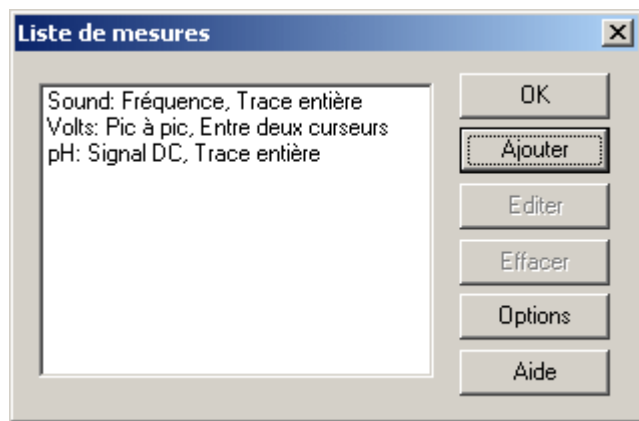 Liste de mesures
Sound: Fréquence, Trace entière
Volts: Pic à pic, Entre deux curseurs
pH: Signal DC, Trace entière
OK
Ajouter
Editer
Effacer
Options
Aide